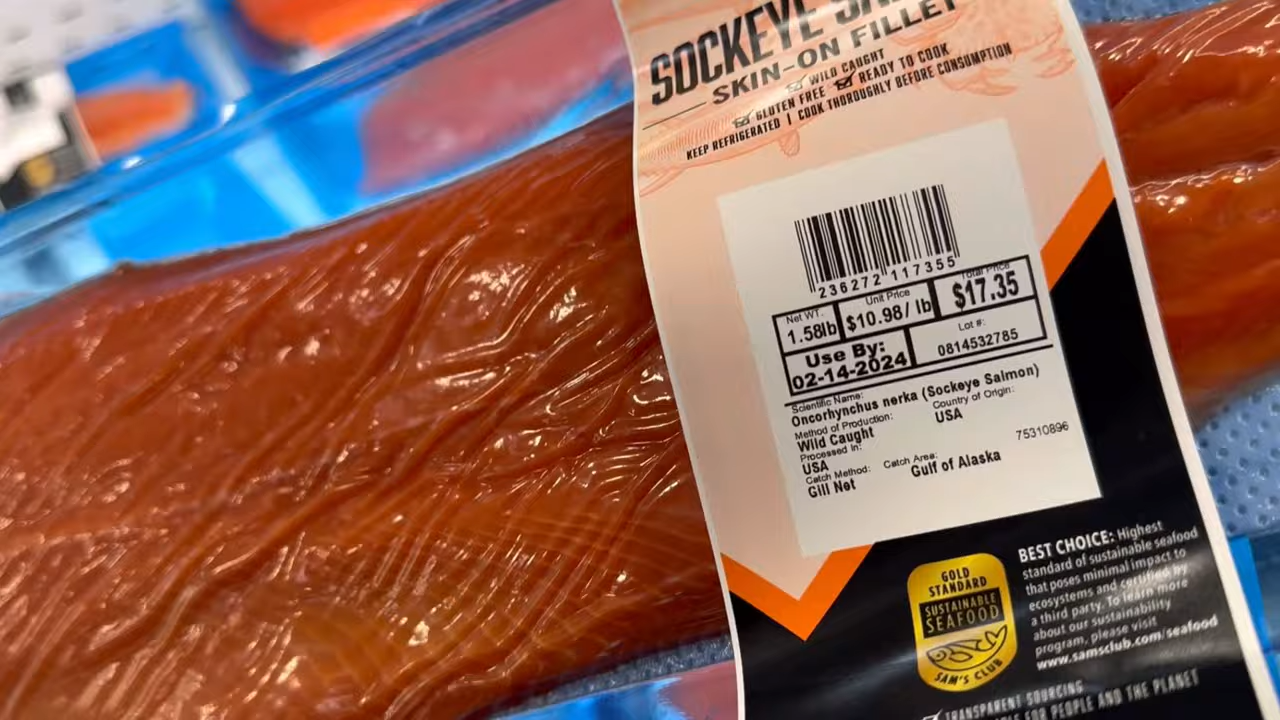 SOCKEYE
SKIN-ON FILLET
WILD CAUGHT
GLUTEN FREE READY TO COOK
KEEP REFRIGERATED | COOK THOROUGHLY BEFORE CONSUMPTION
236272 117355
Net WT. Unit Price Total Price
1.58lb $10.98/ lb $17.35
Use By: Lot #:
02-14-2024 0814532785
Scientific Name:
Oncorhynchus nerka (Sockeye Salmon)
Method of Production: Country of Origin:
Wild Caught USA
Processed In:
USA 75310896
Catch Method: Catch Area:
Gill Net Gulf of Alaska
GOLD
STANDARD
SUSTAINABLE
SEAFOOD
SAM'S CLUB
BEST CHOICE: Highest
standard of sustainable seafood
that poses minimal impact to
ecosystems and certified by
a third party. To learn more
about our sustainability
program, please visit
www.samsclub.com/seafood
TRANSPARENT SOURCING
FOR PEOPLE AND THE PLANET